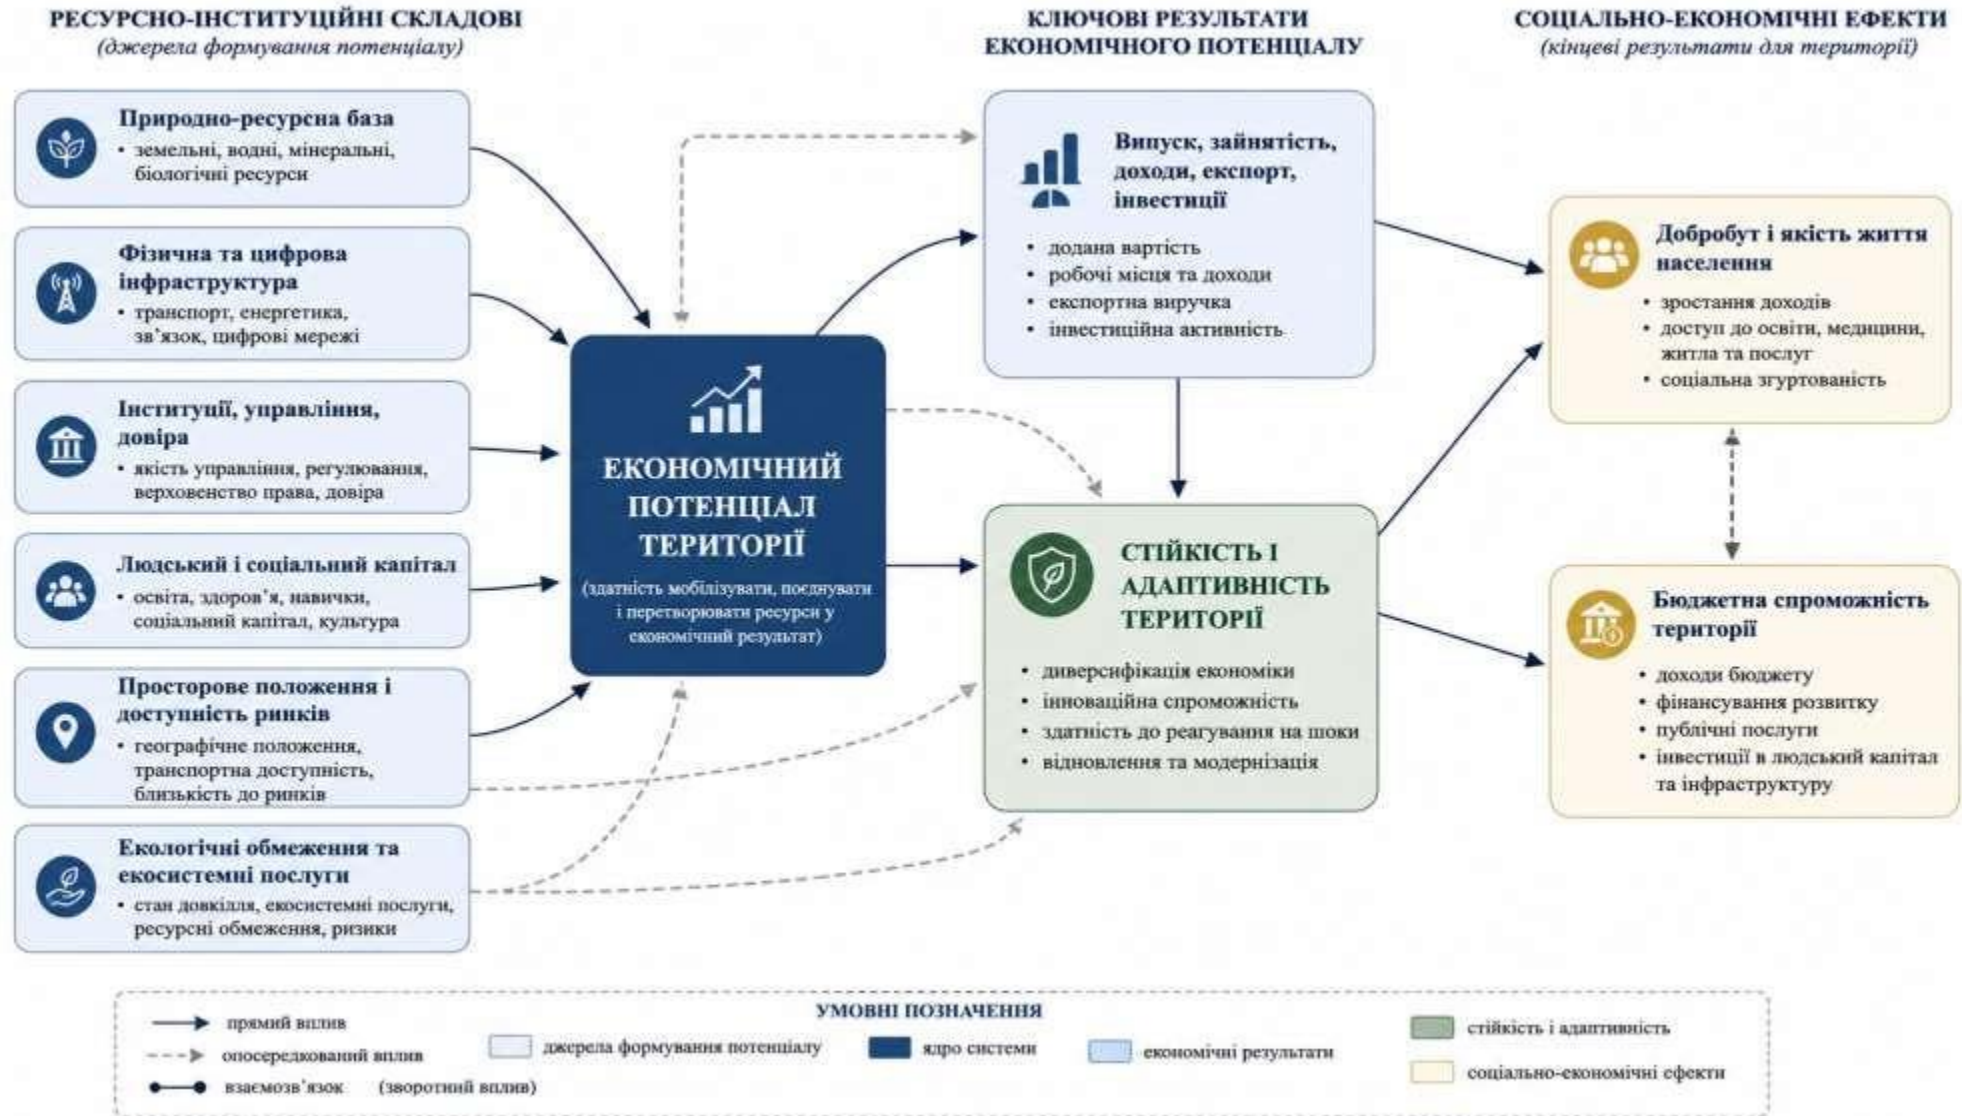 РЕСУРСНО-ІНСТИТУЦІЙНІ СКЛАДОВІ
(джерела формування потенціалу)
Природно-ресурсна база
• земельні, водні, мінеральні,
біологічні ресурси
Фізична та цифрова
інфраструктура
• транспорт, енергетика,
зв’язок, цифрові мережі
Інституції, управління,
довіра
• якість управління, регулювання,
верховенство права, довіра
Людський і соціальний капітал
• освіта, здоров’я, навички,
соціальний капітал, культура
Просторове положення і
доступність ринків
• географічне положення,
транспортна доступність,
близькість до ринків
Екологічні обмеження та
екосистемні послуги
• стан довкілля, екосистемні послуги,
ресурсні обмеження, ризики
ЕКОНОМІЧНИЙ
ПОТЕНЦІАЛ
ТЕРИТОРІЇ
(здатність мобілізувати, поєднувати
і перетворювати ресурси у
економічний результат)
КЛЮЧОВІ РЕЗУЛЬТАТИ
ЕКОНОМІЧНОГО ПОТЕНЦІАЛУ
Випуск, зайнятість,
доходи, експорт,
інвестиції
• додана вартість
• робочі місця та доходи
• експортна виручка
• інвестиційна активність
СТІЙКІСТЬ І
АДАПТИВНІСТЬ
ТЕРИТОРІЇ
• диверсифікація економіки
• інноваційна спроможність
• здатність до реагування на шоки
• відновлення та модернізація
СОЦІАЛЬНО-ЕКОНОМІЧНІ ЕФЕКТИ
(кінцеві результати для території)
Добробут і якість життя
населення
• зростання доходів
• доступ до освіти, медицини,
житла та послуг
• соціальна згуртованість
Бюджетна спроможність
території
• доходи бюджету
• фінансування розвитку
• публічні послуги
• інвестиції в людський капітал
та інфраструктуру
УМОВНІ ПОЗНАЧЕННЯ
прямий вплив
опосередкований вплив
взаємозв’язок (зворотний вплив)
джерела формування потенціалу
ядро системи
економічні результати
стійкість і адаптивність
соціально-економічні ефекти